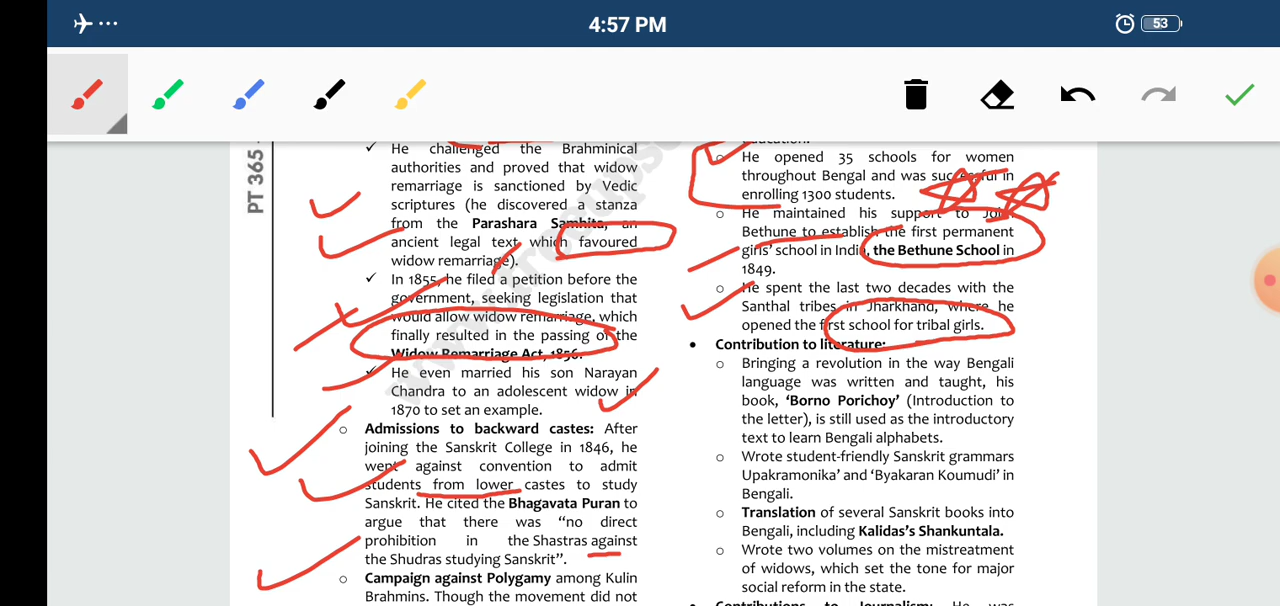 4:57 PM
53
PT 365
He challenged the Brahminical
authorities and proved that widow
remarriage is sanctioned by Vedic
scriptures (he discovered a stanza
from the Parashara Samhita, an
ancient legal text which favoured
widow remarriage).
In 1855, he filed a petition before the
government, seeking legislation that
would allow widow remarriage, which
finally resulted in the passing of the
Widow Remarriage Act, 1856.
He even married his son Narayan
Chandra to an adolescent widow in
1870 to set an example.
Admissions to backward castes: After
joining the Sanskrit College in 1846, he
went against convention to admit
students from lower castes to study
Sanskrit. He cited the Bhagavata Puran to
argue that there was “no direct
prohibition in the Shastras against
the Shudras studying Sanskrit”.
Campaign against Polygamy among Kulin
Brahmins. Though the movement did not
education.
He opened 35 schools for women
throughout Bengal and was successful in
enrolling 1300 students.
He maintained his support to John
Bethune to establish the first permanent
girls’ school in India, the Bethune School in
1849.
He spent the last two decades with the
Santhal tribes in Jharkhand, where he
opened the first school for tribal girls.
Contribution to literature:
Bringing a revolution in the way Bengali
language was written and taught, his
book, ‘Borno Porichoy’ (Introduction to
the letter), is still used as the introductory
text to learn Bengali alphabets.
Wrote student-friendly Sanskrit grammars
Upakramonika’ and ‘Byakaran Koumudi’ in
Bengali.
Translation of several Sanskrit books into
Bengali, including Kalidas’s Shankuntala.
Wrote two volumes on the mistreatment
of widows, which set the tone for major
social reform in the state.
Contributions to Journalism: He was